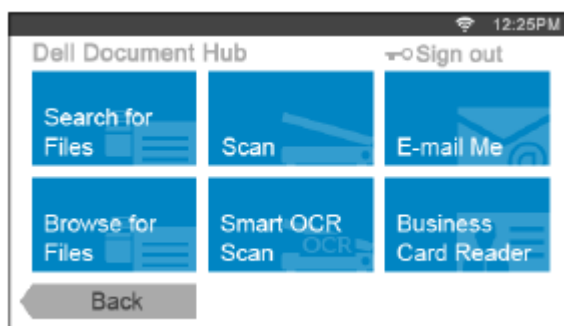 12:25PM
Dell Document Hub
Sign out
Search for
Files
Scan
E-mail Me
Browse for
Files
Smart OCR
Scan
OCR
Business
Card Reader
Back